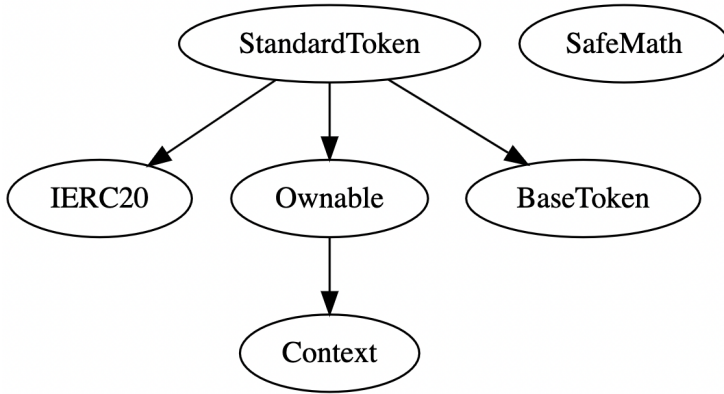 StandardToken
SafeMath
IERC20
Ownable
BaseToken
Context